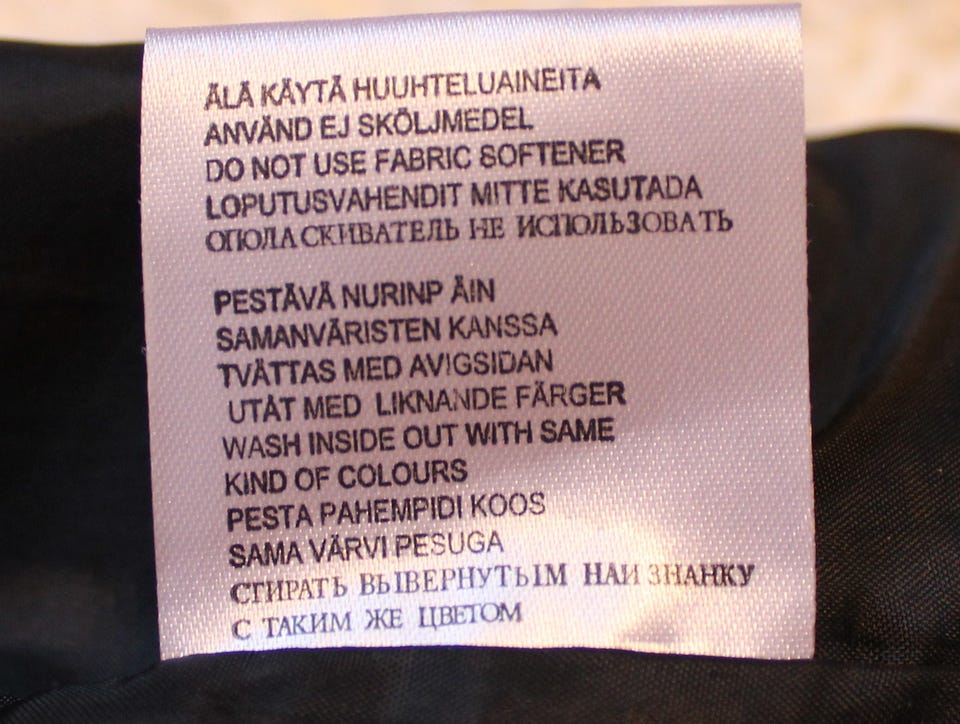 ÄLÄ KÄYTÄ HUUHTELUAINEITA
ANVÄND EJ SKÖLJMEDEL
DO NOT USE FABRIC SOFTENER
LOPUTUSVAHENDIT MITTE KASUTADA
ОПОЛАСКИВАТЕЛЬ НЕ ИСПОЛЬЗОВАТЬ
PESTÄVÄ NURINP ÄIN
SAMANVÄRISTEN KANSSA
TVÄTTAS MED AVIGSIDAN
UTÅT MED LIKNANDE FÄRGER
WASH INSIDE OUT WITH SAME
KIND OF COLOURS
PESTA PAHEMPIDI KOOS
SAMA VÄRVI PESUGA
СТИРАТЬ ВЫВЕРНУТЫМ НАИ ЗНАНКУ
С ТАКИМ ЖЕ ЦВЕТОМ